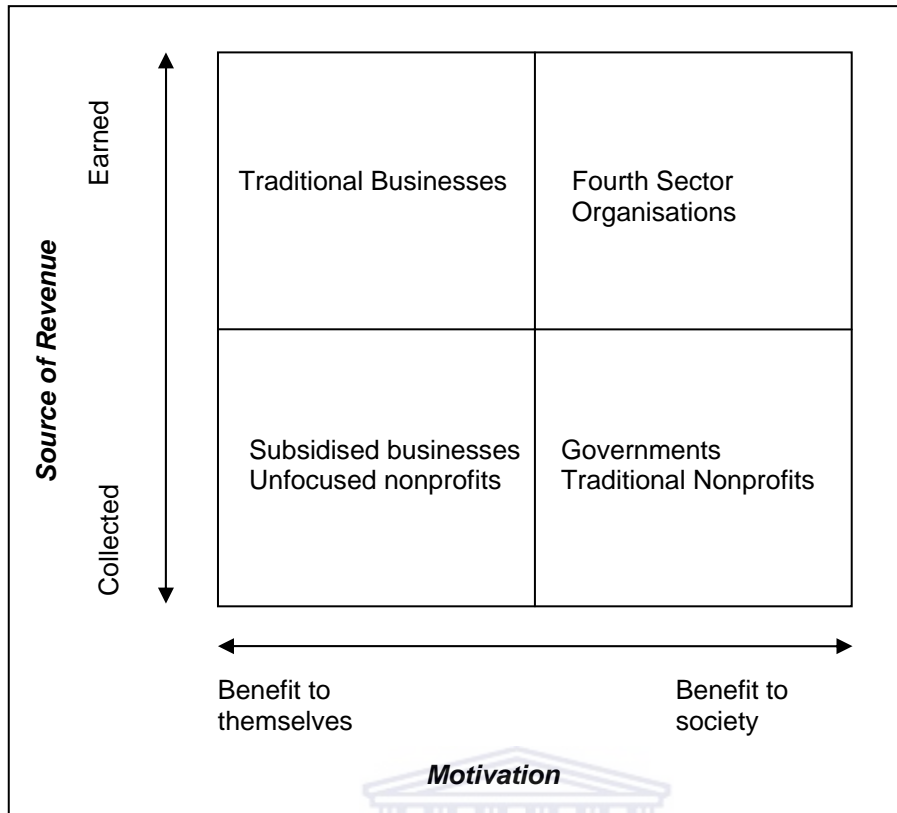 Earned
Traditional Businesses
Fourth Sector
Organisations
Source of Revenue
Subsidised businesses
Unfocused nonprofits
Governments
Traditional Nonprofits
Collected
Benefit to
themselves
Benefit to
society
Motivation